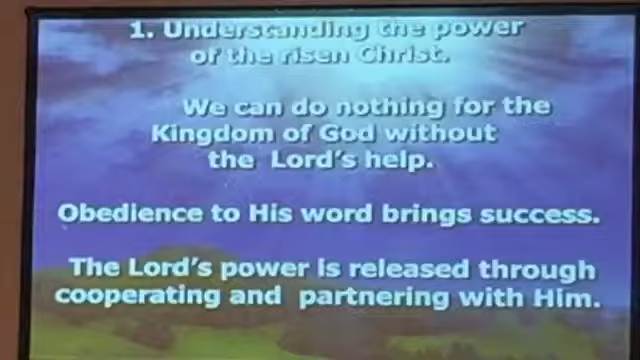 1. Understanding the power
of the risen Christ.
We can do nothing for the
Kingdom of God without
the Lord's help.
Obedience to His word brings success.
The Lord's power is released through
cooperating and partnering with Him.